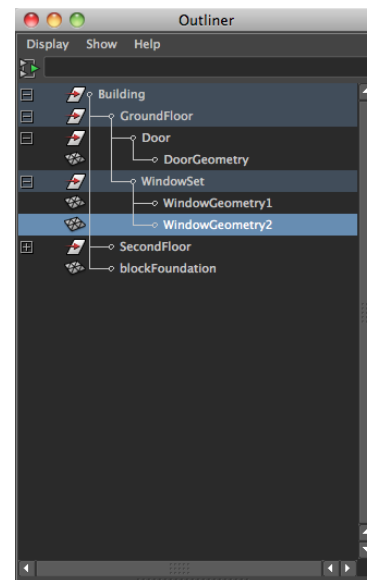 Outliner
Display Show Help
Building
GroundFloor
Door
DoorGeometry
WindowSet
WindowGeometry1
WindowGeometry2
SecondFloor
blockFoundation